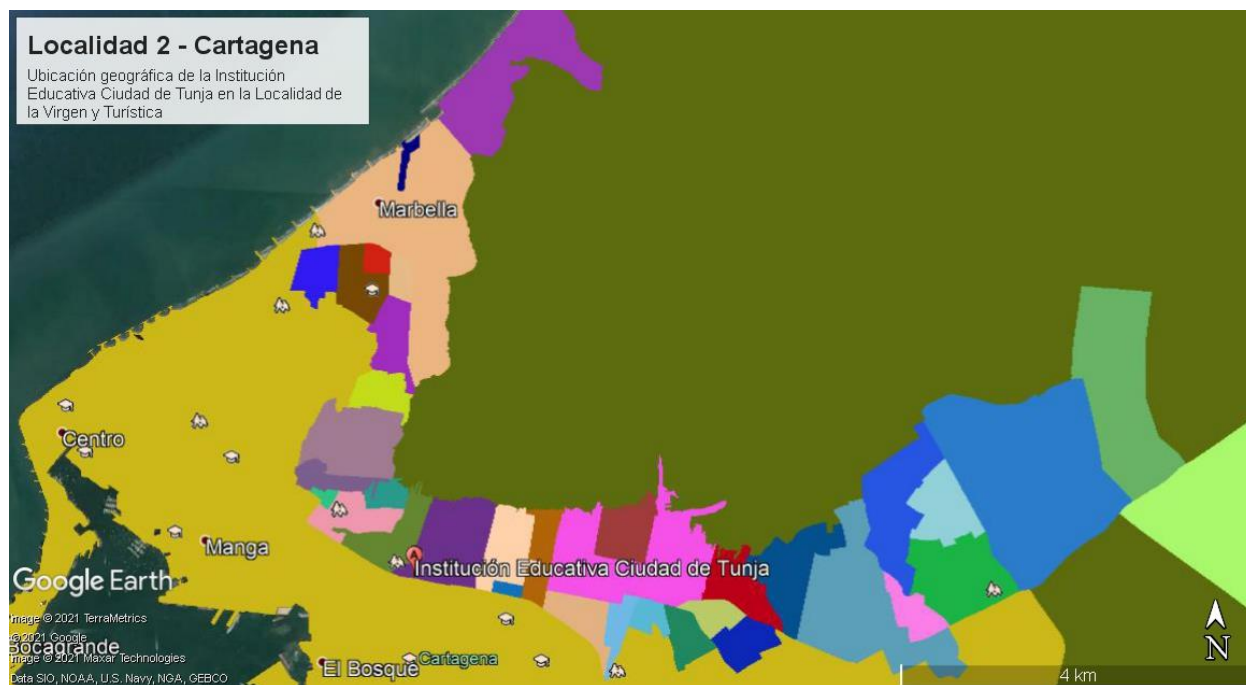 Localidad 2 - Cartagena
Ubicación geográfica de la Institución
Educativa Ciudad de Tunja en la Localidad de
la Virgen y Turística
Marbella
Centro
Manga
A
Institución Educativa Ciudad de Tunja
Google Earth
Image © 2021 TerraMetrics
© 2021 Google
Bocagrande
Image © 2021 Maxar Technologies
El Bosque
Cartagena
Data SIO, NOAA, U.S. Navy, NGA, GEBCO
4 km
N